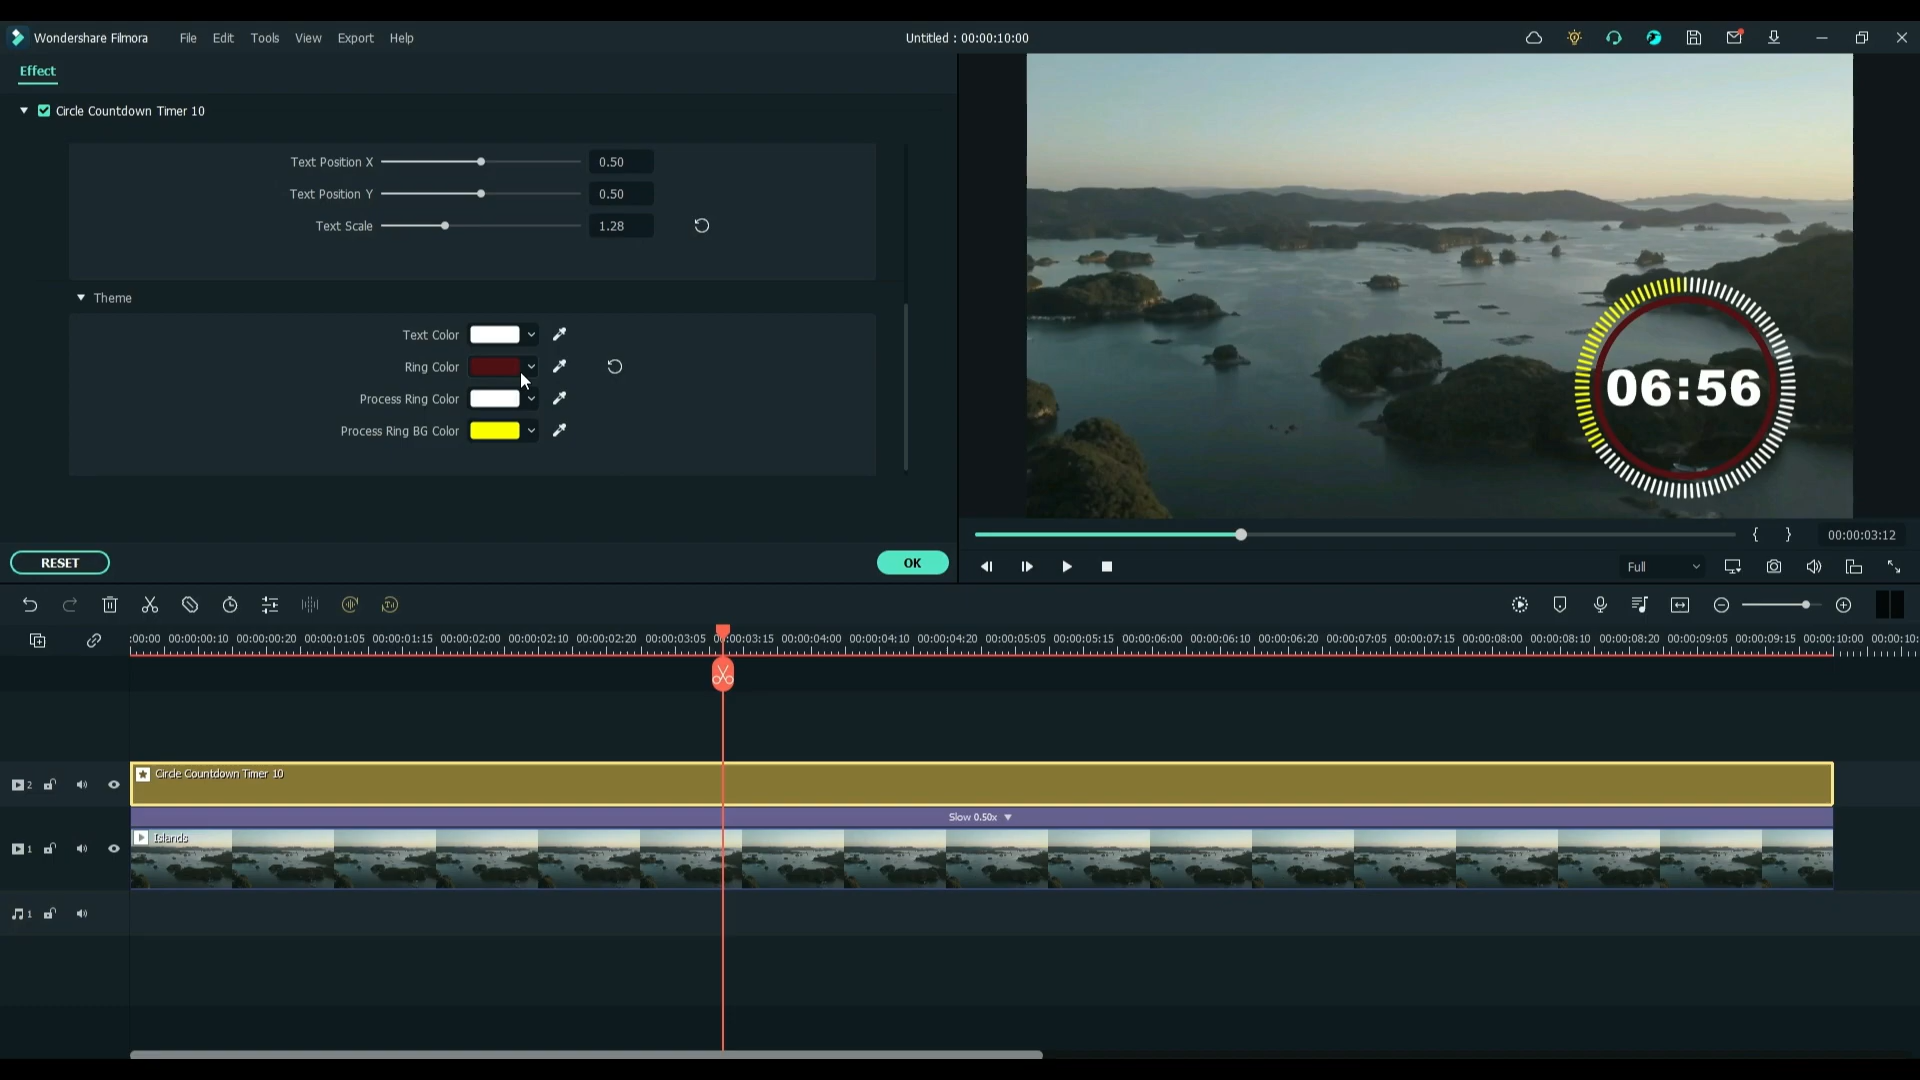 Wondershare Filmora File Edit Tools View Export Help Untitled : 00:00:10:00
Effect
Circle Countdown Timer 10
Text Position X 0.50
Text Position Y 0.50
Text Scale 1.28
Theme
Text Color
Ring Color
Process Ring Color
Process Ring BG Color
06:56
00:00:03:12
RESET OK
Full
:00:00 00:00:00:10 00:00:00:20 00:00:01:05 00:00:01:15 00:00:02:00 00:00:02:10 00:00:02:20 00:00:03:05 00:00:03:15 00:00:04:00 00:00:04:10 00:00:04:20 00:00:05:05 00:00:05:15 00:00:06:00 00:00:06:10 00:00:06:20 00:00:07:05 00:00:07:15 00:00:08:00 00:00:08:10 00:00:08:20 00:00:09:05 00:00:09:15 00:00:10:00 00:00:10:
Circle Countdown Timer 10
2
Slow 0.50x
Islands
1
1